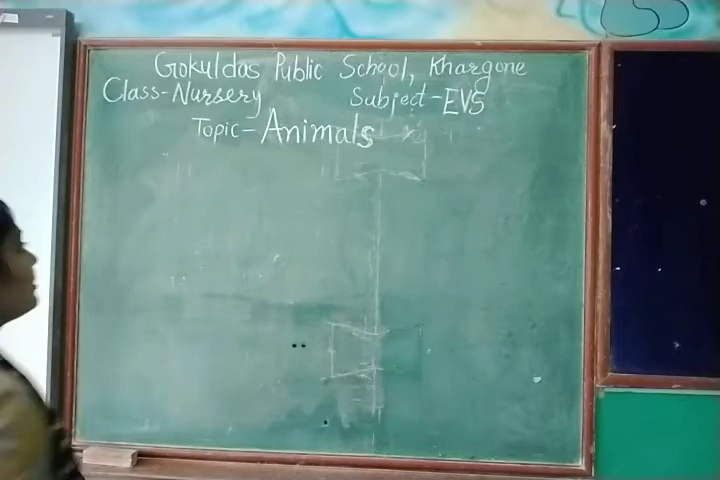 Gokuldas Public School, Khargone
Class-Nursery Subject-EVS
Topic-Animals